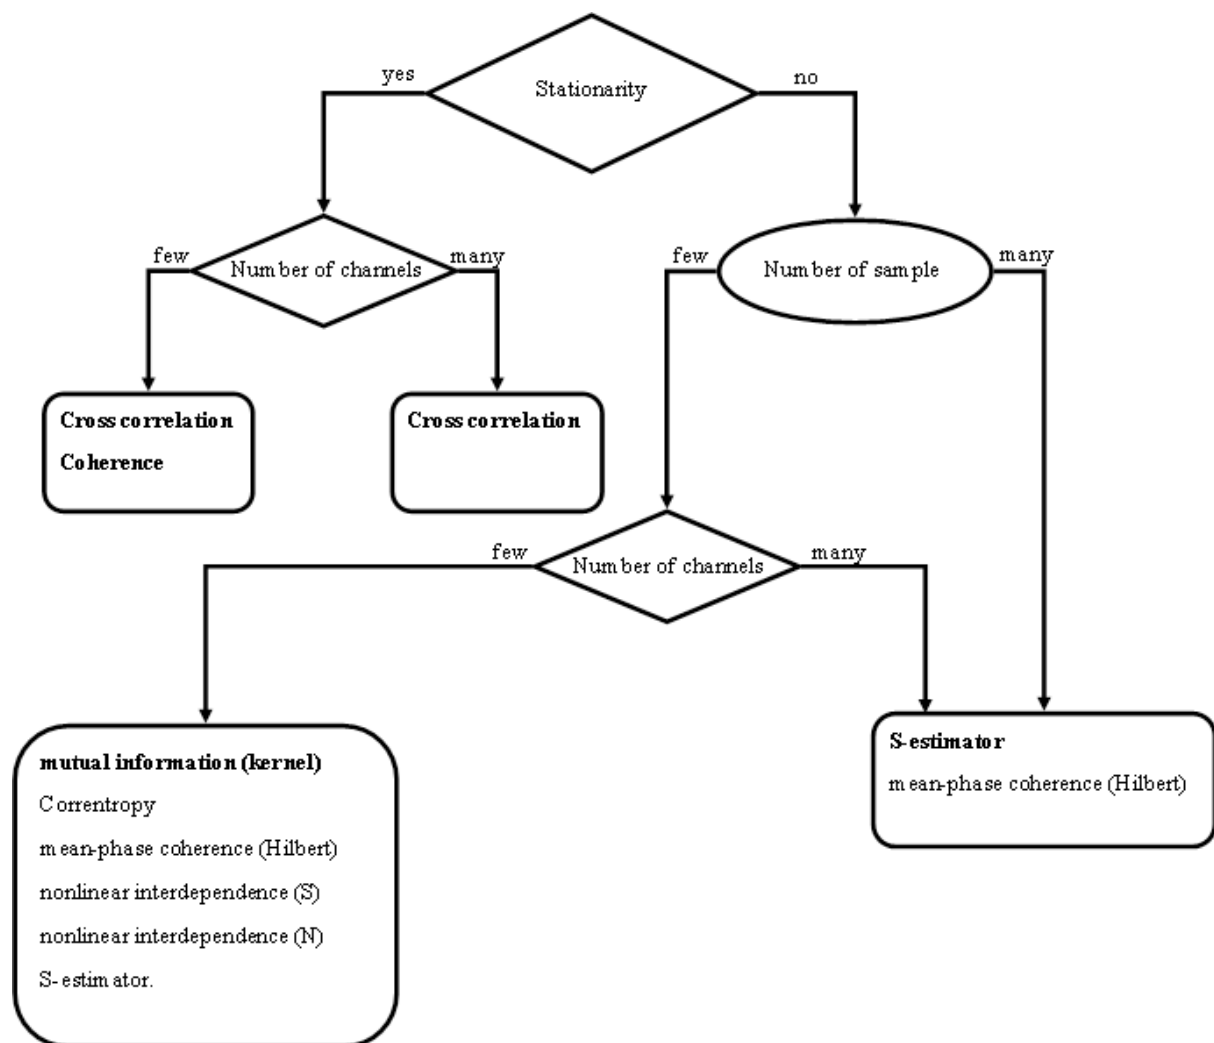 yes
Stationarity
no
few
Number of channels
many
few
Number of sample
many
Cross correlation
Coherence
Cross correlation
few
Number of channels
many
mutual information (kernel)
Correntropy
mean-phase coherence (Hilbert)
nonlinear interdependence (S)
nonlinear interdependence (N)
S-estimator.
S-estimator
mean-phase coherence (Hilbert)